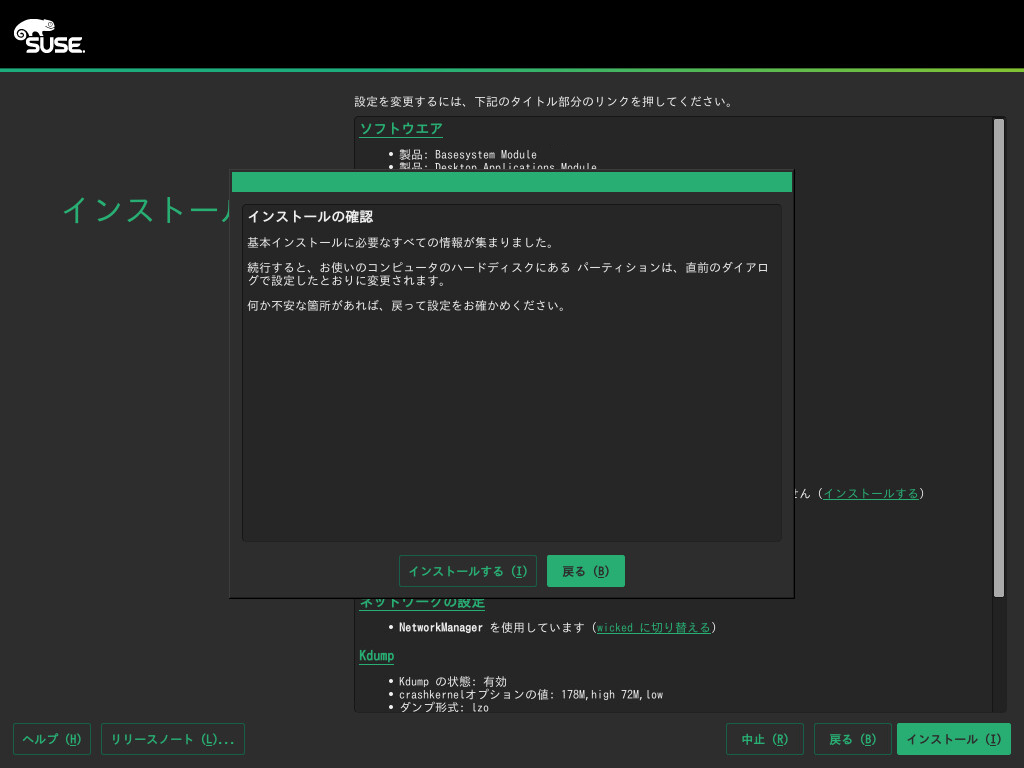 SUSE
設定を変更するには、下記のタイトル部分のリンクを押してください。
ソフトウエア
• 製品: Basesystem Module
• 製品: Desktop Applications Module
インストール
インストールの確認
基本インストールに必要なすべての情報が集まりました。
続行すると、お使いのコンピュータのハードディスクにある パーティションは、直前のダイアロ
グで設定したとおりに変更されます。
何か不安な箇所があれば、戻って設定をお確かめください。
せん (インストールする)
インストールする (I)
戻る (B)
ネットワークの設定
• NetworkManager を使用しています (wicked に切り替える)
Kdump
• Kdump の状態: 有効
• crashkernelオプションの値: 178M,high 72M,low
• ダンプ形式: lzo
ヘルプ (H)
リリースノート (L)...
中止 (R)
戻る (B)
インストール (I)